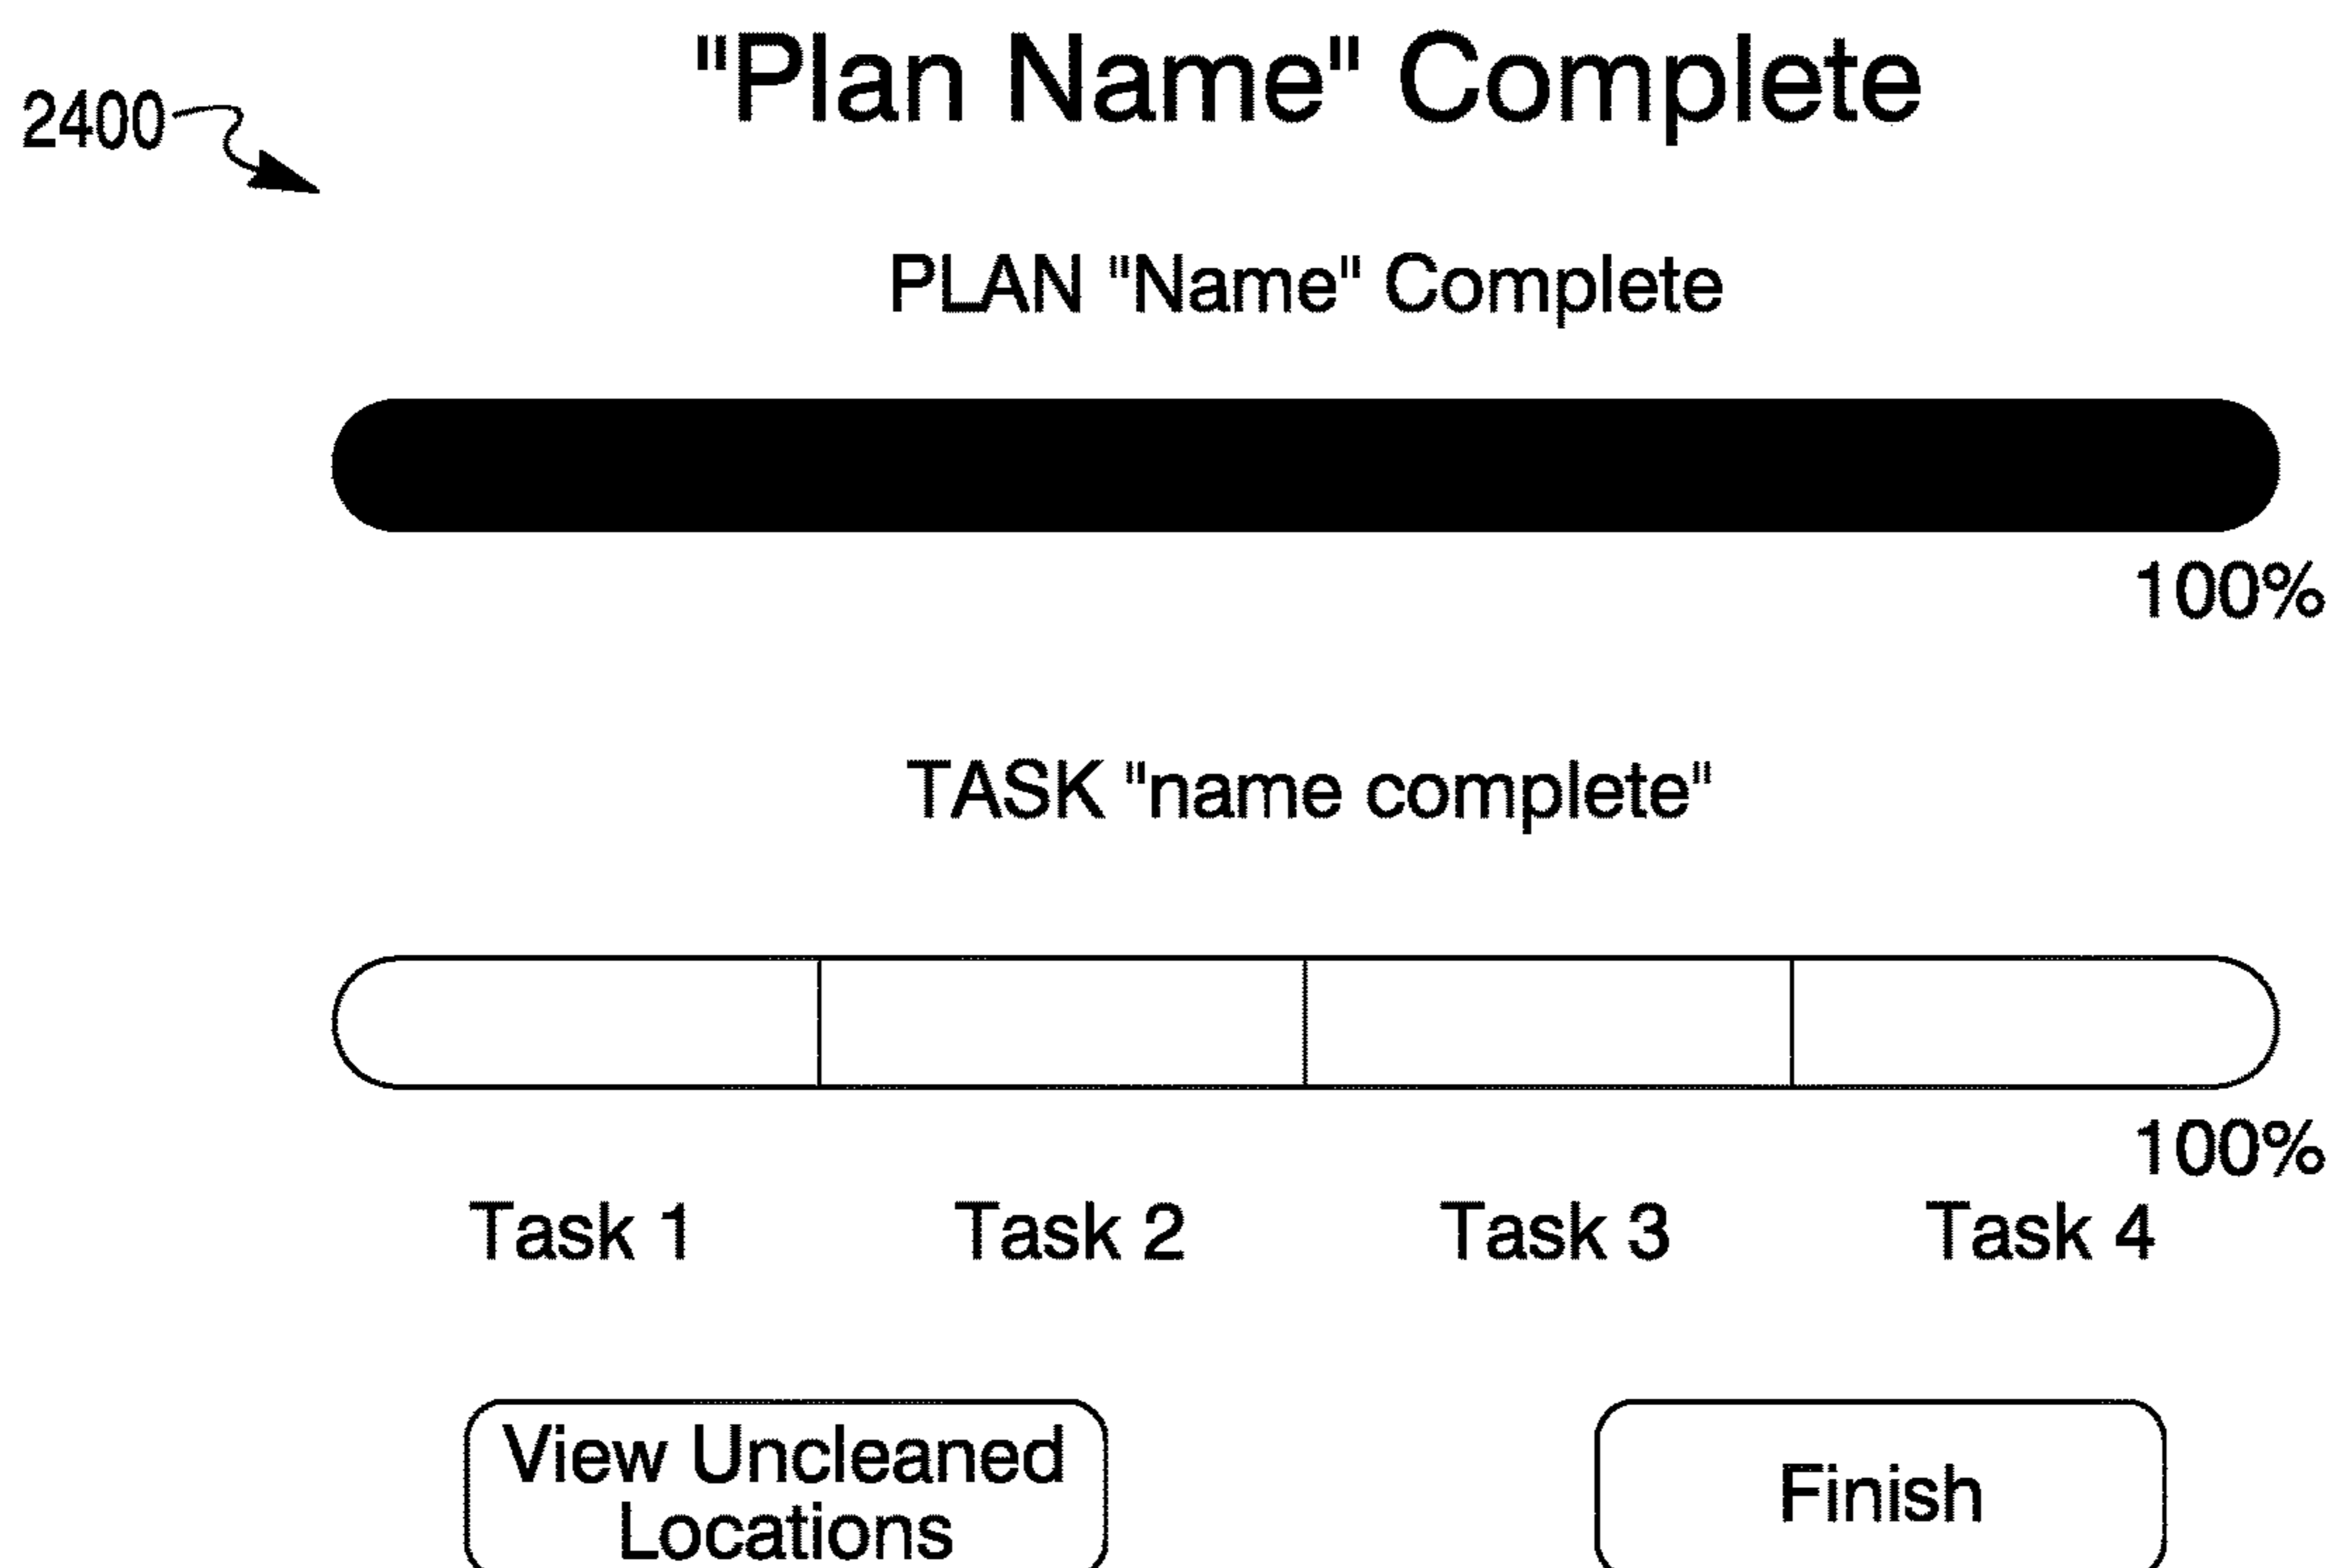 "Plan Name" Complete
2400
PLAN "Name" Complete
100%
TASK "name complete"
100%
Task 1 Task 2 Task 3 Task 4
View Uncleaned
Locations
Finish